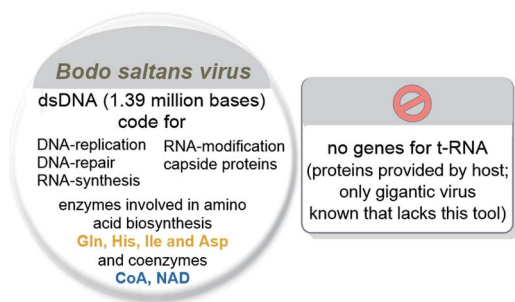 Bodo saltans virus
dsDNA (1.39 million bases)
code for
DNA-replication
DNA-repair
RNA-synthesis
RNA-modification
capside proteins
enzymes involved in amino
acid biosynthesis
Gln, His, Ile and Asp
and coenzymes
CoA, NAD
no genes for t-RNA
(proteins provided by host;
only gigantic virus
known that lacks this tool)